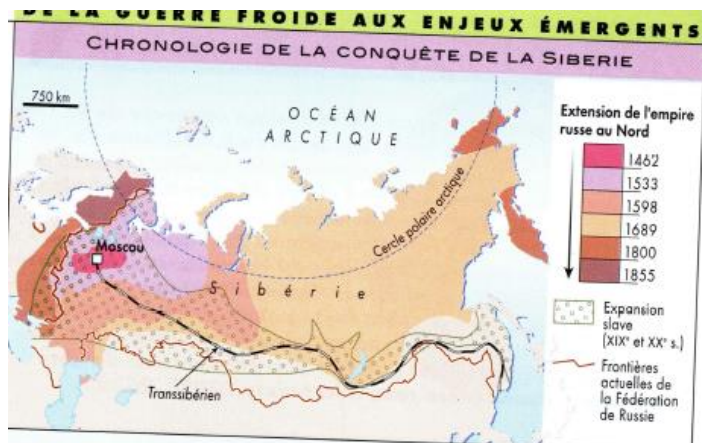 DE LA GUERRE FROIDE AUX ENJEUX ÉMERGENTS
CHRONOLOGIE DE LA CONQUÊTE DE LA SIBERIE
750 km
OCÉAN
ARCTIQUE
Cercle polaire arctique
Moscou
Sibérie
Transsibérien
Extension de l'empire
russe au Nord
1462
1533
1598
1689
1800
1855
Expansion
slave
(XIXe et XXe s.)
Frontières
actuelles de
la Fédération
de Russie